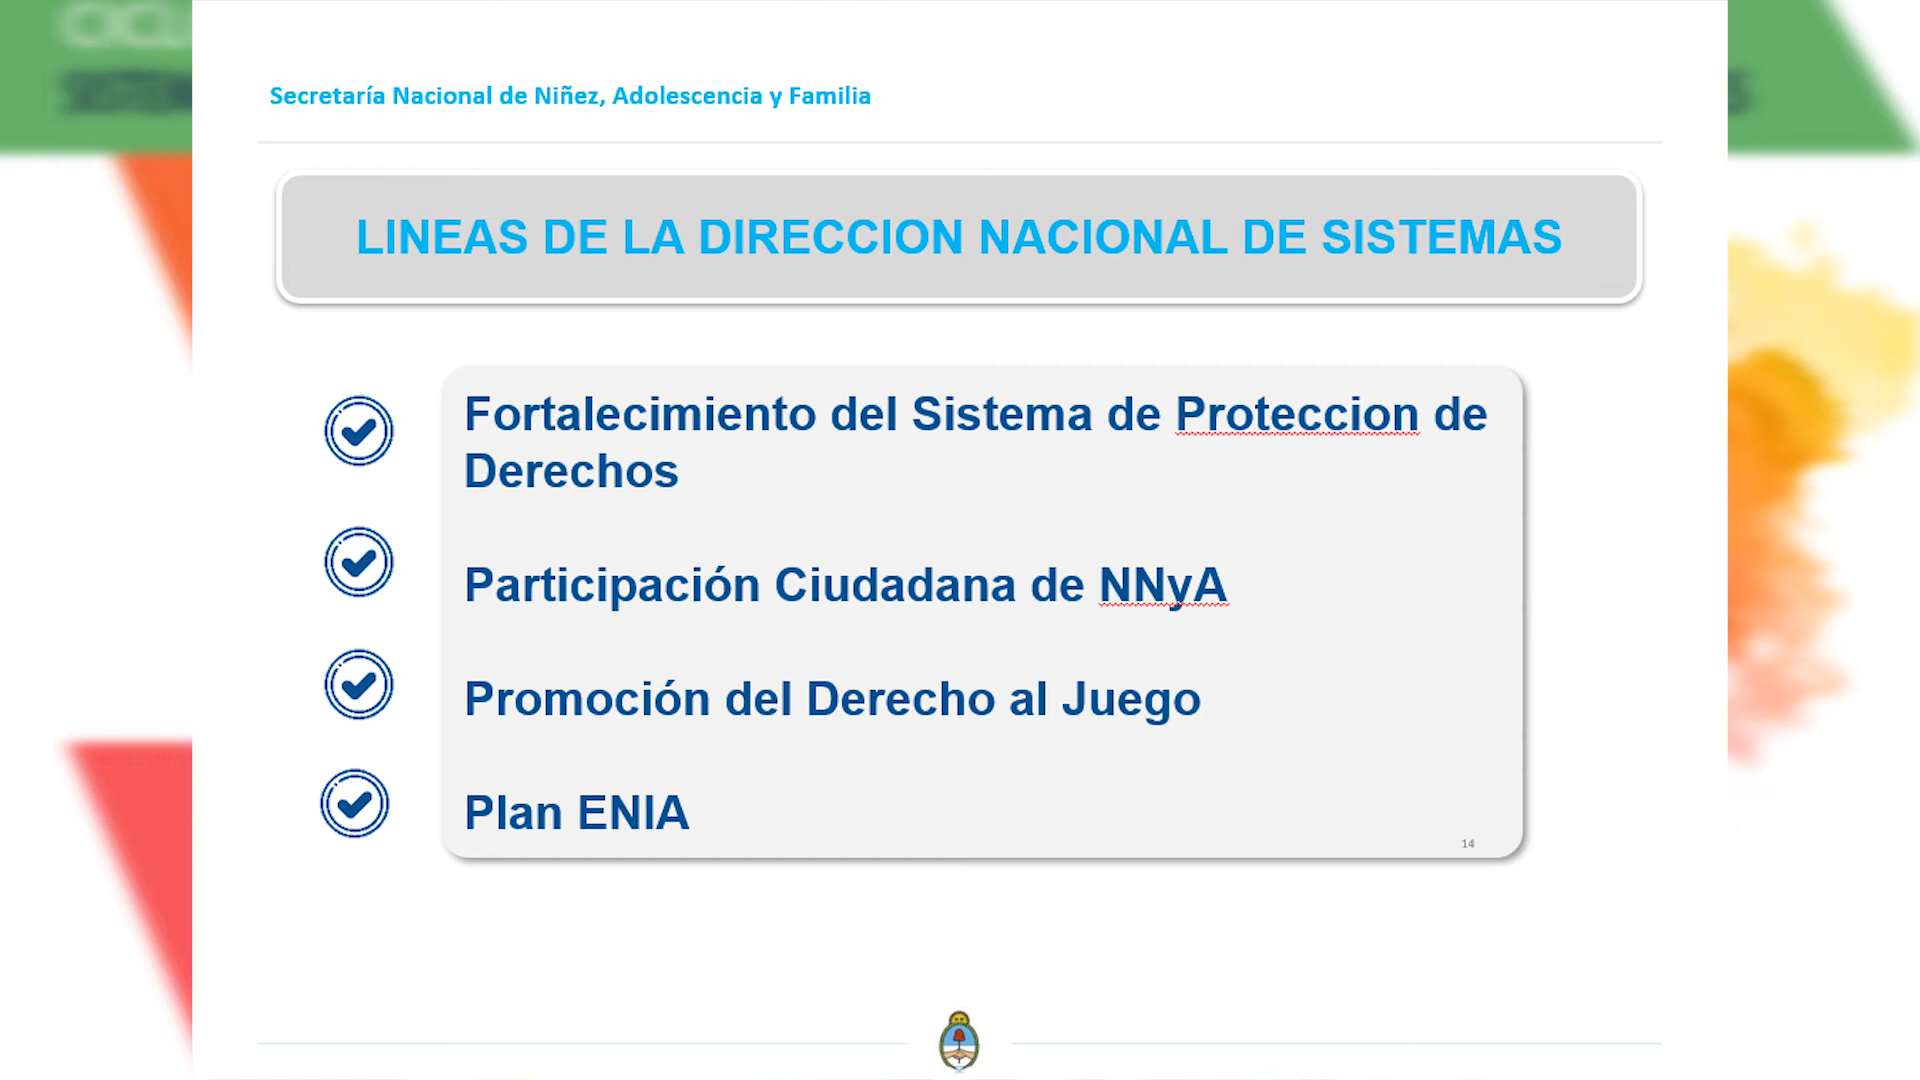 Secretaría Nacional de Niñez, Adolescencia y Familia
LINEAS DE LA DIRECCION NACIONAL DE SISTEMAS
Fortalecimiento del Sistema de Proteccion de
Derechos
Participación Ciudadana de NNyA
Promoción del Derecho al Juego
Plan ENIA
14